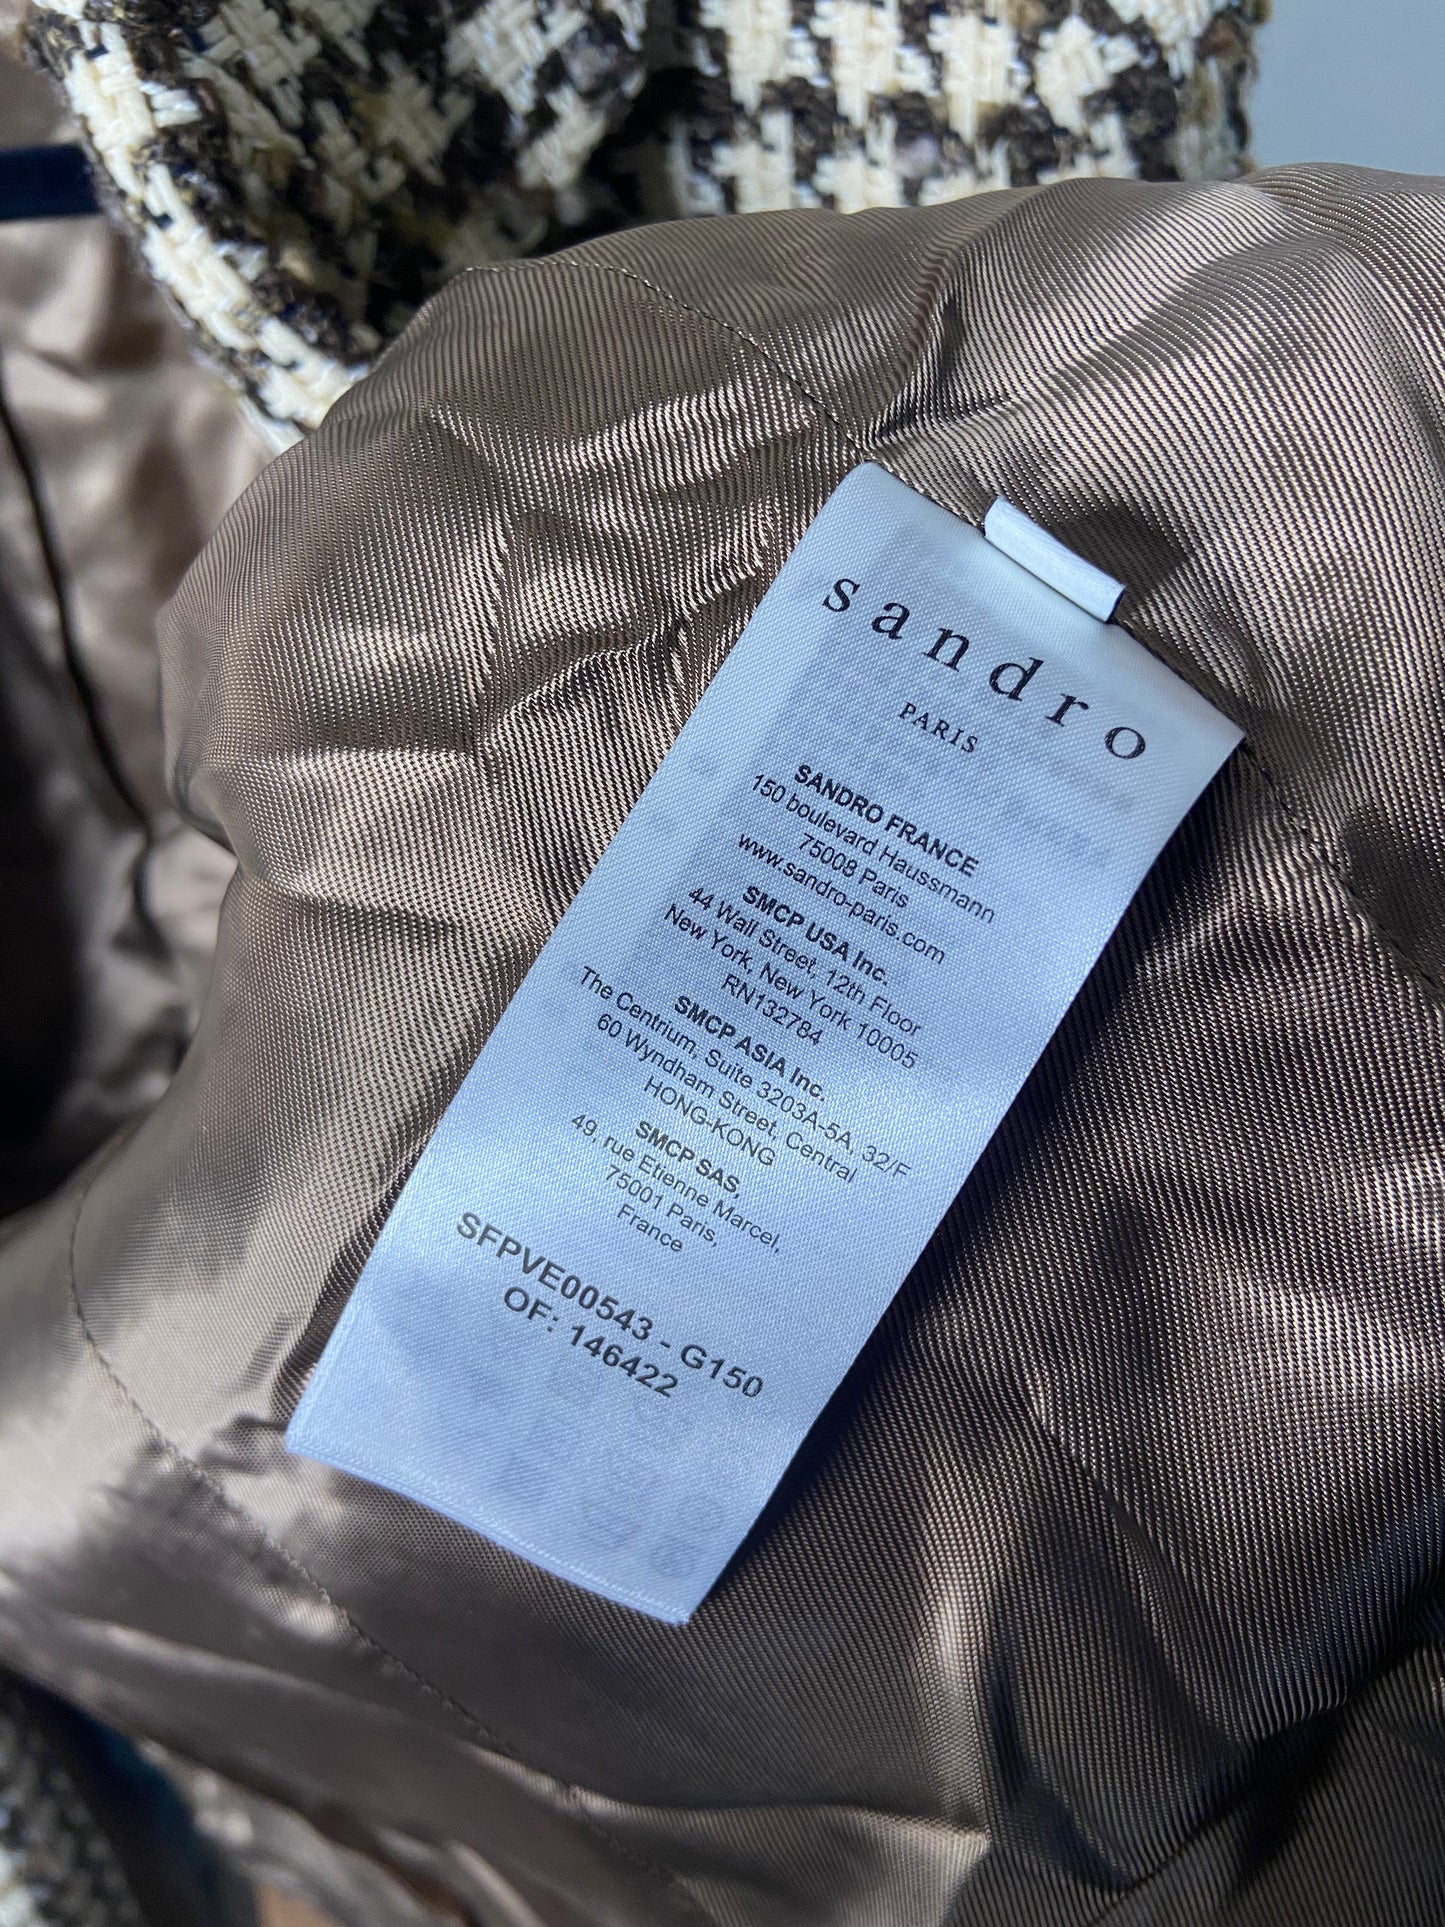 sandro
PARIS
SANDRO FRANCE
150 boulevard Haussmann
75008 Paris
www.sandro-paris.com
SMCP USA Inc.
44 Wall Street, 12th Floor
New York, New York 10005
RN132784
SMCP ASIA Inc.
The Centrium, Suite 3203A-5A, 32/F
60 Wyndham Street, Central
HONG-KONG
SMCP SAS,
49, rue Etienne Marcel,
75001 Paris,
France
SFPVE00543 - G150
OF: 146422